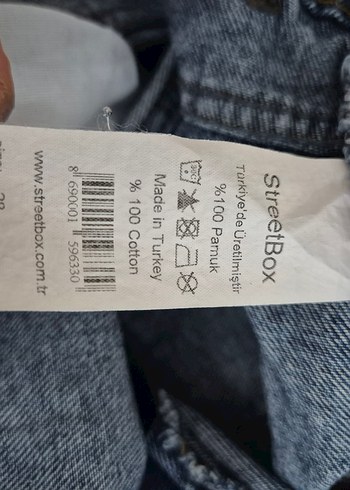 StreetBox
Türkiye'de Üretilmiştir
%100 Pamuk
Made in Turkey
% 100 Cotton
8 690001 596330
www.streetbox.com.tr